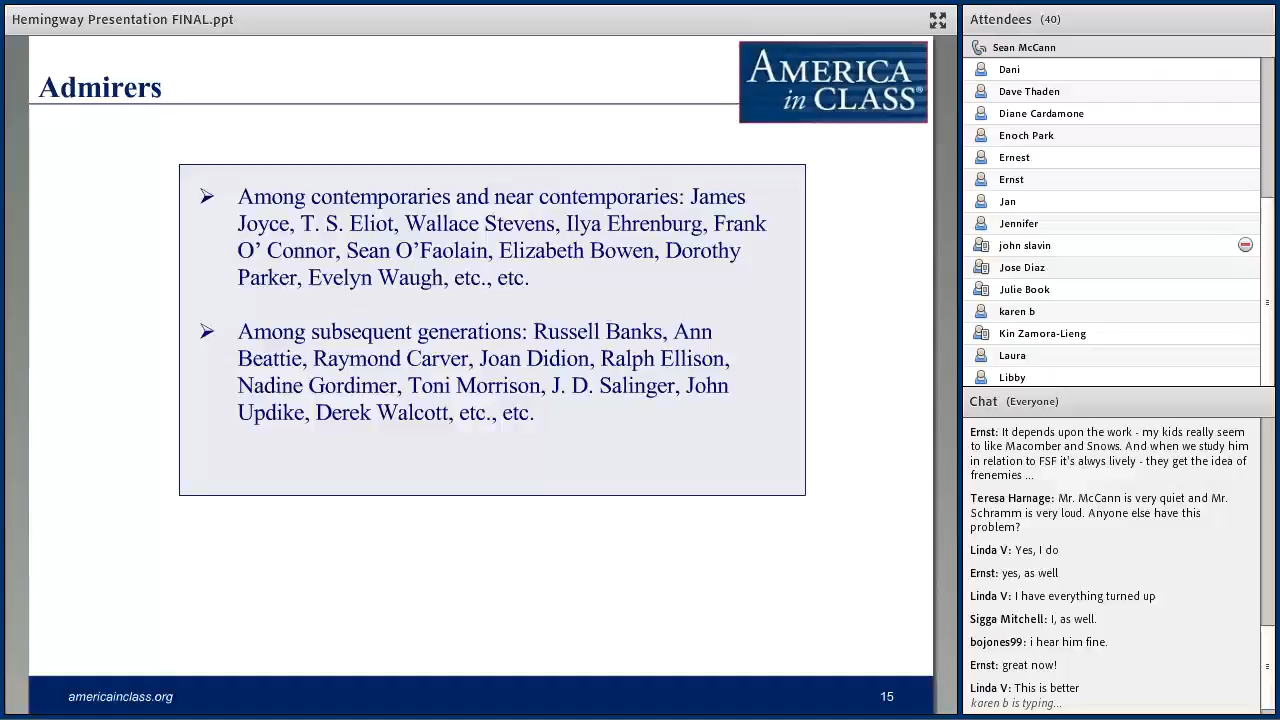 Hemingway Presentation FINAL.ppt
Admirers
AMERICA
in CLASS®
➢ Among contemporaries and near contemporaries: James
Joyce, T. S. Eliot, Wallace Stevens, Ilya Ehrenburg, Frank
O’ Connor, Sean O’Faolain, Elizabeth Bowen, Dorothy
Parker, Evelyn Waugh, etc., etc.
➢ Among subsequent generations: Russell Banks, Ann
Beattie, Raymond Carver, Joan Didion, Ralph Ellison,
Nadine Gordimer, Toni Morrison, J. D. Salinger, John
Updike, Derek Walcott, etc., etc.
americainclass.org
15
Attendees (40)
Sean McCann
Dani
Dave Thaden
Diane Cardamone
Enoch Park
Ernest
Ernst
Jan
Jennifer
john slavin
Jose Diaz
Julie Book
karen b
Kin Zamora-Lieng
Laura
Libby
Chat (Everyone)
Ernst: It depends upon the work - my kids really seem
to like Macomber and Snows. And when we study him
in relation to FSF it's alwys lively - they get the idea of
frenemies ...
Teresa Harnage: Mr. McCann is very quiet and Mr.
Schramm is very loud. Anyone else have this
problem?
Linda V: Yes, I do
Ernst: yes, as well
Linda V: I have everything turned up
Sigga Mitchell: I, as well.
bojones99: i hear him fine.
Ernst: great now!
Linda V: This is better
karen b is typing...